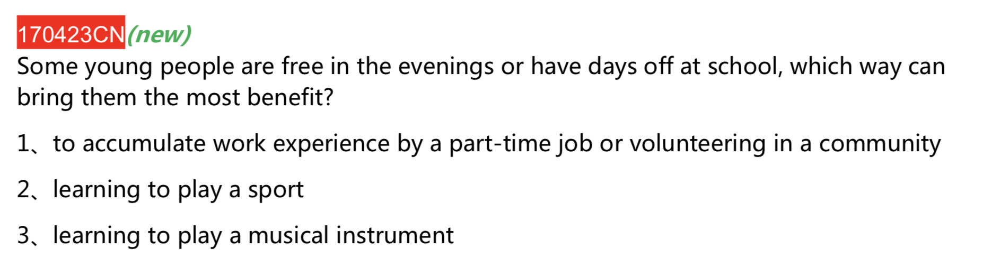 170423CN(new)
Some young people are free in the evenings or have days off at school, which way can
bring them the most benefit?
1、to accumulate work experience by a part-time job or volunteering in a community
2、learning to play a sport
3、learning to play a musical instrument